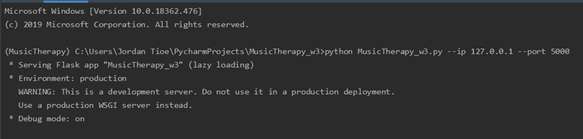 Microsoft Windows [Version 10.0.18362.476]
(c) 2019 Microsoft Corporation. All rights reserved.
(MusicTherapy) C:\Users\Jordan Tioe\PycharmProjects\MusicTherapy_w3>python MusicTherapy_w3.py --ip 127.0.0.1 --port 5000
* Serving Flask app "MusicTherapy_w3" (lazy loading)
* Environment: production
WARNING: This is a development server. Do not use it in a production deployment.
Use a production WSGI server instead.
* Debug mode: on